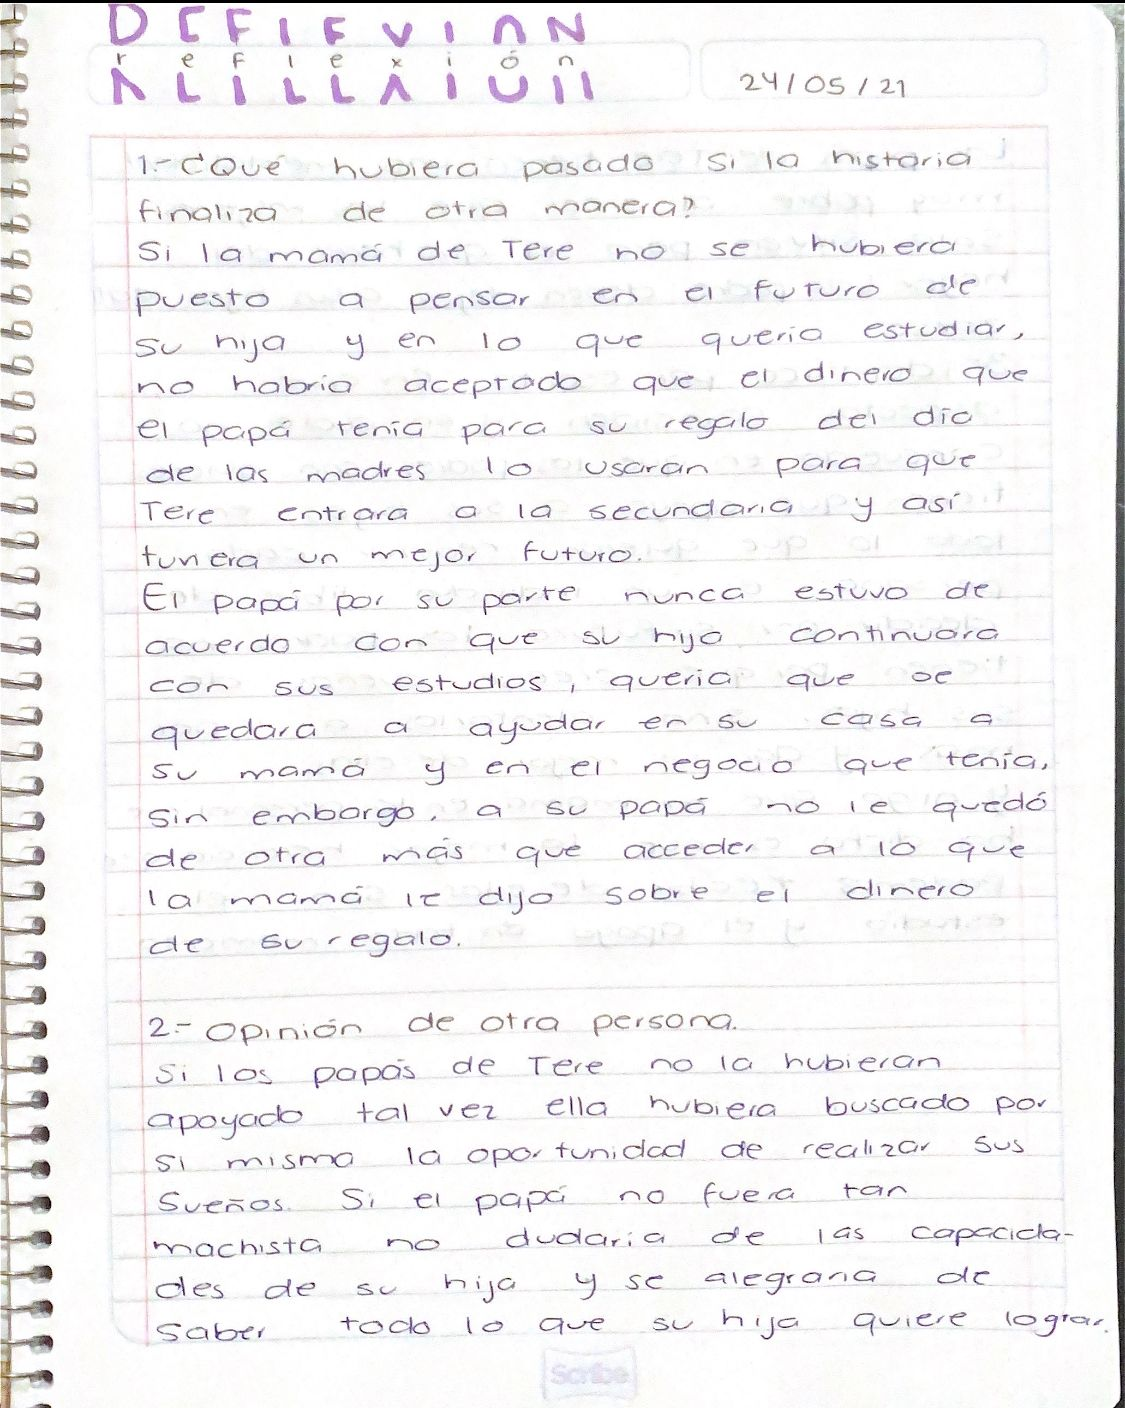 REFLEXIÓN
reflexión
24/05/21
1.- ¿Qué hubiera pasado si la historia
finaliza de otra manera?
Si la mamá de Tere no se hubiera
puesto a pensar en el futuro de
su hija y en lo que quería estudiar,
no habría aceptado que el dinero que
el papá tenía para su regalo del día
de las madres lo usaran para que
Tere entrara a la secundaria y así
tuviera un mejor futuro.
El papá por su parte nunca estuvo de
acuerdo con que su hija continuara
con sus estudios, quería que se
quedara a ayudar en su casa a
su mamá y en el negocio que tenía,
sin embargo, a su papá no le quedó
de otra más que acceder a lo que
la mamá le dijo sobre el dinero
de su regalo.
2.- Opinión de otra persona.
Si los papás de Tere no la hubieran
apoyado tal vez ella hubiera buscado por
si misma la oportunidad de realizar sus
sueños. Si el papá no fuera tan
machista no dudaría de las capacida-
des de su hija y se alegraría de
saber todo lo que su hija quiere lograr.
Scribe